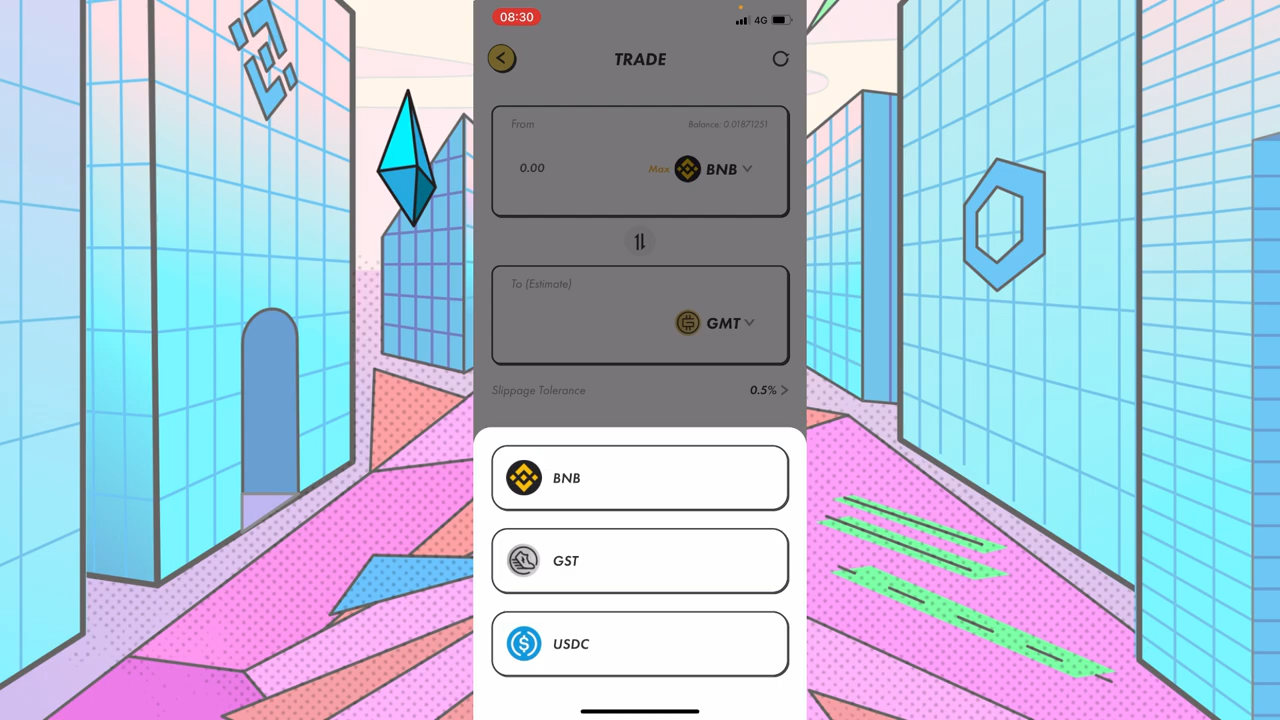 08:30
4G
TRADE
From
Balance: 0.01871251
0.00
Max
BNB
To (Estimate)
GMT
Slippage Tolerance
0.5%
BNB
GST
USDC